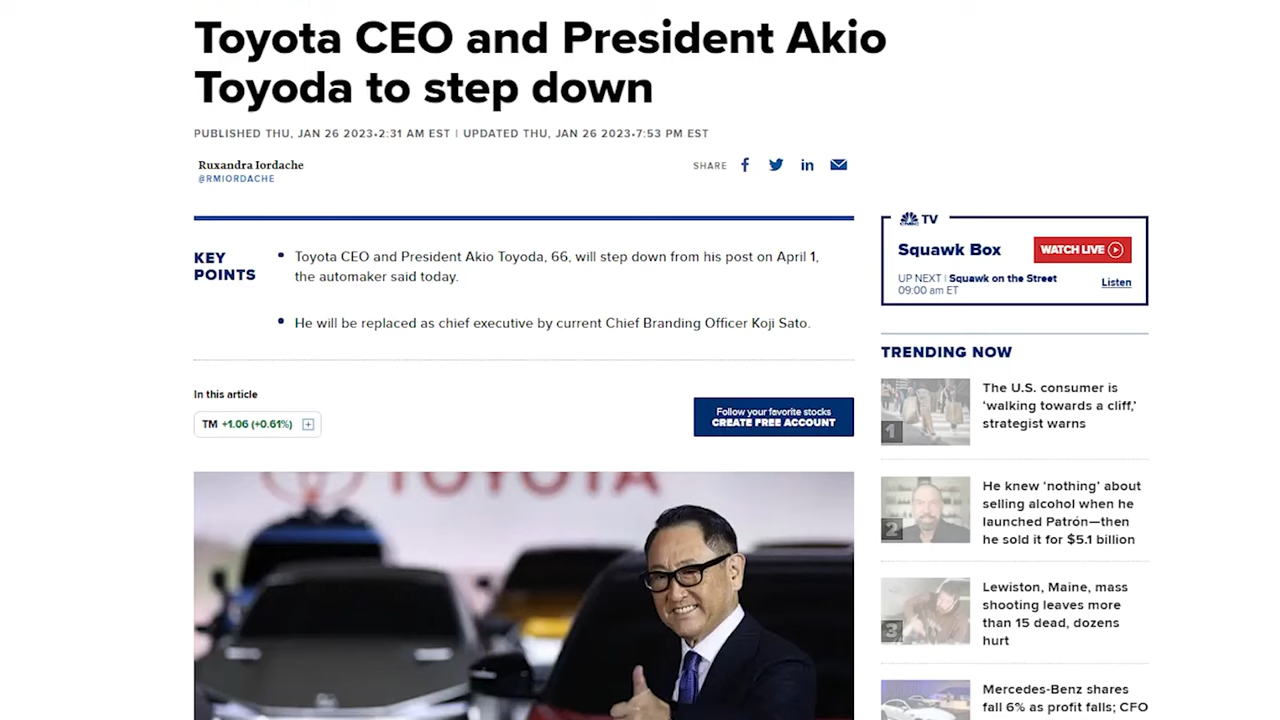 Toyota CEO and President Akio
Toyoda to step down
PUBLISHED THU, JAN 26 2023•2:31 AM EST | UPDATED THU, JAN 26 2023•7:53 PM EST
Ruxandra Iordache
@RMIORDACHE
SHARE
in
KEY
POINTS
• Toyota CEO and President Akio Toyoda, 66, will step down from his post on April 1,
the automaker said today.
• He will be replaced as chief executive by current Chief Branding Officer Koji Sato.
In this article
TM +1.06 (+0.61%)
Follow your favorite stocks
CREATE FREE ACCOUNT
TOYOTA
CNBC TV
Squawk Box
WATCH LIVE
UP NEXT | Squawk on the Street
09:00 am ET
Listen
TRENDING NOW
1
The U.S. consumer is
‘walking towards a cliff,’
strategist warns
2
He knew ‘nothing’ about
selling alcohol when he
launched Patrón—then
he sold it for $5.1 billion
3
Lewiston, Maine, mass
shooting leaves more
than 15 dead, dozens
hurt
Mercedes-Benz shares
fall 6% as profit falls; CFO